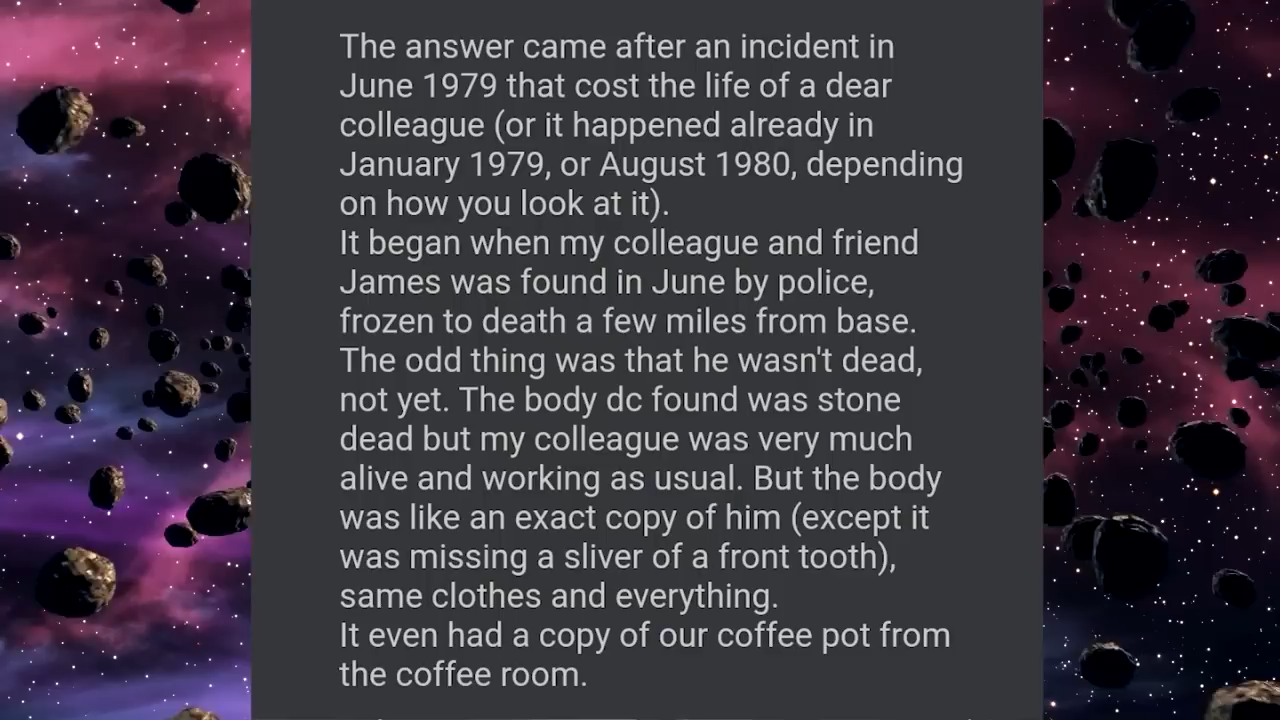 The answer came after an incident in
June 1979 that cost the life of a dear
colleague (or it happened already in
January 1979, or August 1980, depending
on how you look at it).
It began when my colleague and friend
James was found in June by police,
frozen to death a few miles from base.
The odd thing was that he wasn't dead,
not yet. The body dc found was stone
dead but my colleague was very much
alive and working as usual. But the body
was like an exact copy of him (except it
was missing a sliver of a front tooth),
same clothes and everything.
It even had a copy of our coffee pot from
the coffee room.